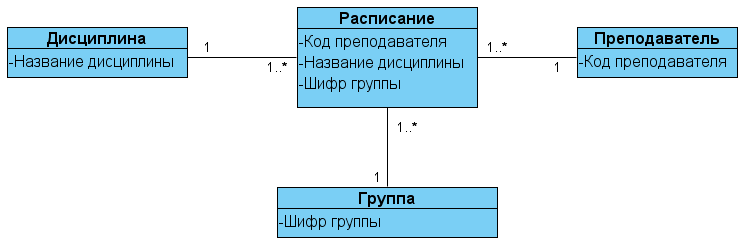 Дисциплина
-Название дисциплины
1
1..*
Расписание
-Код преподавателя
-Название дисциплины
-Шифр группы
1..*
1
Преподаватель
-Код преподавателя
1..*
1
Группа
-Шифр группы